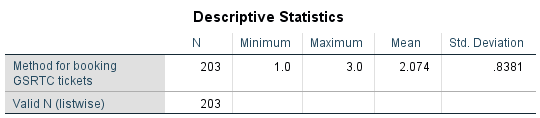 Descriptive Statistics
N Minimum Maximum Mean Std. Deviation
Method for booking GSRTC tickets 203 1.0 3.0 2.074 .8381
Valid N (listwise) 203